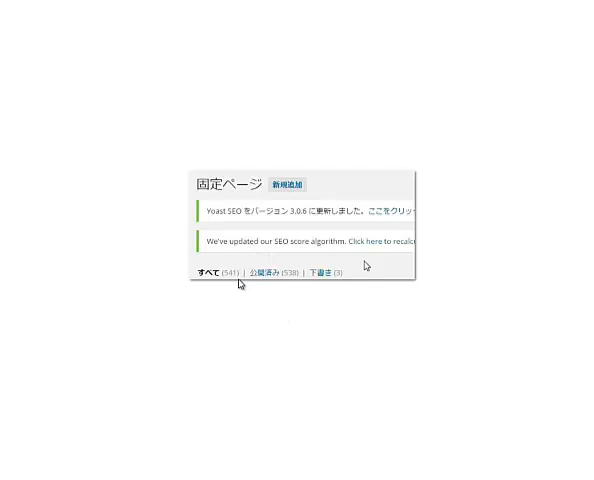 固定ページ 新規追加
Yoast SEO をバージョン 3.0.6 に更新しました。ここをクリッ
We've updated our SEO score algorithm. Click here to recalc
すべて (541) | 公開済み (538) | 下書き (3)